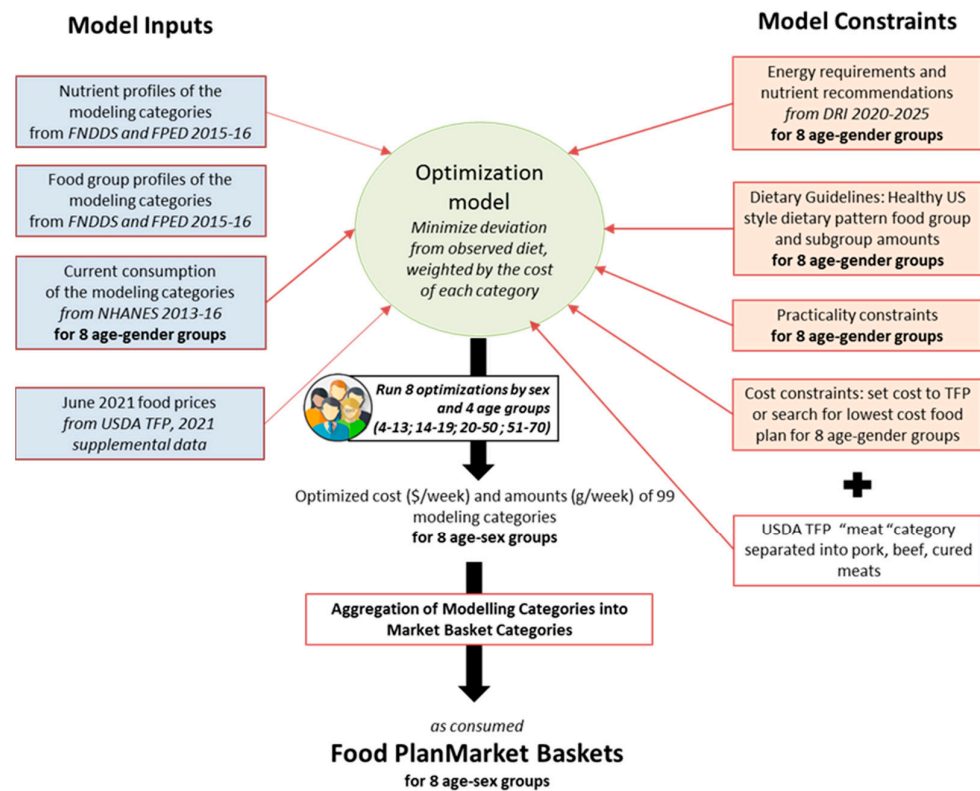 Model Inputs
Nutrient profiles of the
modeling categories
from FNDDS and FPED 2015-16
Food group profiles of the
modeling categories
from FNDDS and FPED 2015-16
Current consumption
of the modeling categories
from NHANES 2013-16
for 8 age-gender groups
June 2021 food prices
from USDA TFP, 2021
supplemental data
Optimization
model
Minimize deviation
from observed diet,
weighted by the cost
of each category
Model Constraints
Energy requirements and
nutrient recommendations
from DRI 2020-2025
for 8 age-gender groups
Dietary Guidelines: Healthy US
style dietary pattern food group
and subgroup amounts
for 8 age-gender groups
Practicality constraints
for 8 age-gender groups
Cost constraints: set cost to TFP
or search for lowest cost food
plan for 8 age-gender groups
USDA TFP “meat “category
separated into pork, beef, cured
meats
Run 8 optimizations by sex
and 4 age groups
(4-13; 14-19; 20-50 ; 51-70)
Optimized cost ($/week) and amounts (g/week) of 99
modeling categories
for 8 age-sex groups
Aggregation of Modelling Categories into
Market Basket Categories
as consumed
Food PlanMarket Baskets
for 8 age-sex groups